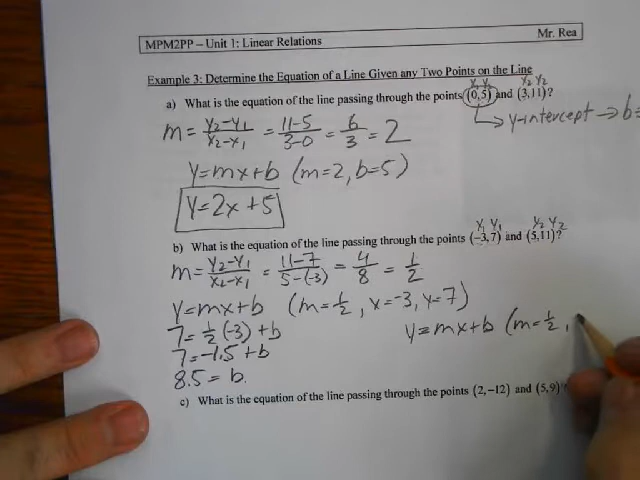 MPM2PP – Unit 1: Linear Relations Mr. Rea
Example 3: Determine the Equation of a Line Given any Two Points on the Line
x₁ y₁ x₂ y₂
a) What is the equation of the line passing through the points (0,5) and (3,11)?
m = y₂-y₁/x₂-x₁ = 11-5/3-0 = 6/3 = 2
↳ y-intercept → b=
y=mx+b (m=2, b=5)
y=2x+5
x₁ y₁ x₂ y₂
b) What is the equation of the line passing through the points (−3,7) and (5,11)?
m= y₂-y₁/x₂-x₁ = 11-7/5-(-3) = 4/8 = 1/2
y=mx+b (m=1/2, x=-3, y=7)
7=1/2(-3)+b
y=mx+b (m=1/2,
7=-1.5+b
8.5=b.
c) What is the equation of the line passing through the points (2,−12) and (5,9)